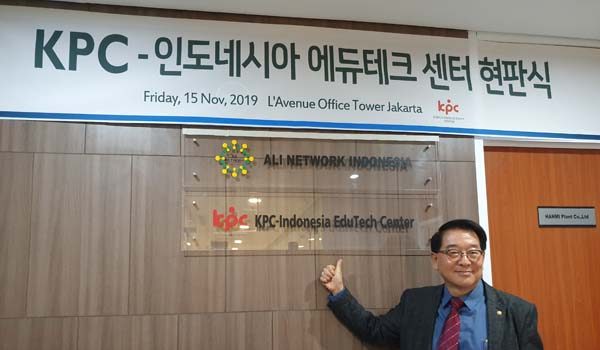 KPC - 인도네시아 에듀테크 센터 현판식
Friday, 15 Nov, 2019 L'Avenue Office Tower Jakarta
kpc
ALI NETWORK INDONESIA
kpc KPC-Indonesia EduTech Center
HANMI Plant Co.,Ltd